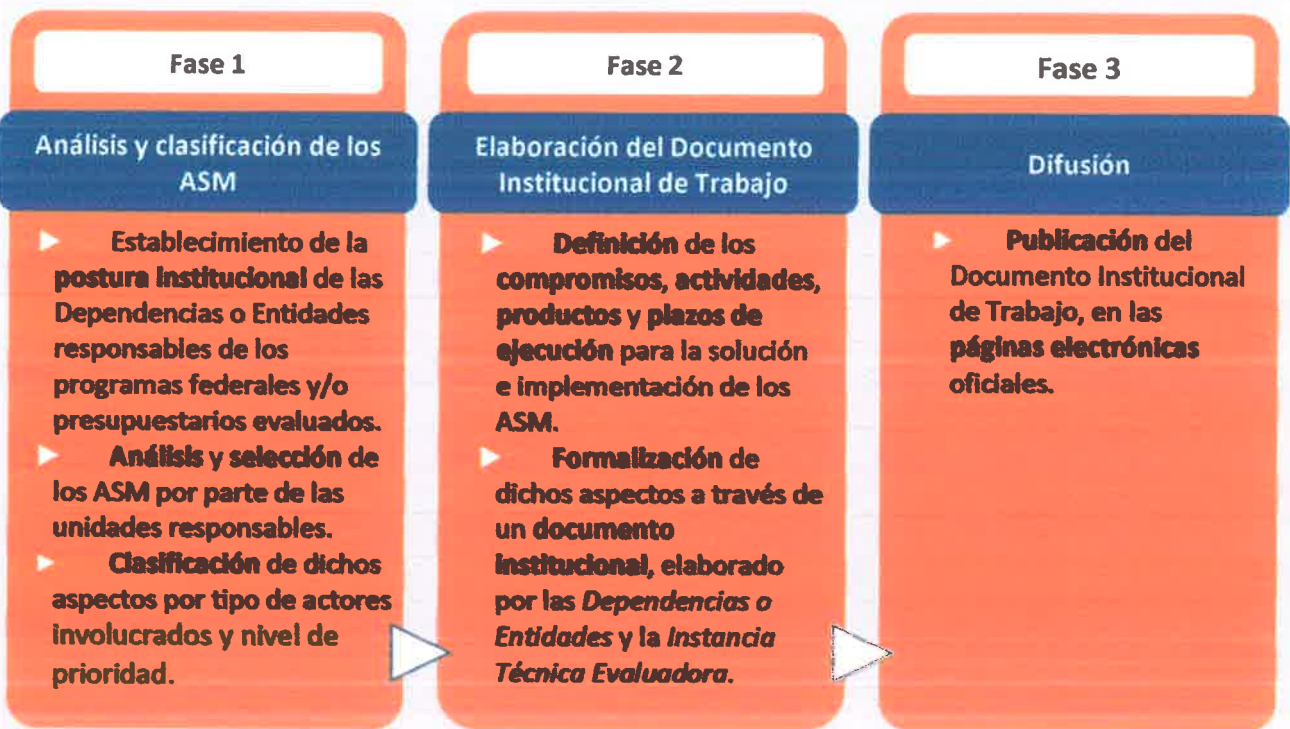 Fase 1
Análisis y clasificación de los
ASM
Establecimiento de la
postura institucional de las
Dependencias o Entidades
responsables de los
programas federales y/o
presupuestarios evaluados.
Análisis y selección de
los ASM por parte de las
unidades responsables.
Clasificación de dichos
aspectos por tipo de actores
involucrados y nivel de
prioridad.
Fase 2
Elaboración del Documento
Institucional de Trabajo
Definición de los
compromisos, actividades,
productos y plazos de
ejecución para la solución
e implementación de los
ASM.
Formalización de
dichos aspectos a través de
un documento
institucional, elaborado
por las Dependencias o
Entidades y la Instancia
Técnica Evaluadora.
Fase 3
Difusión
Publicación del
Documento Institucional
de Trabajo, en las
páginas electrónicas
oficiales.